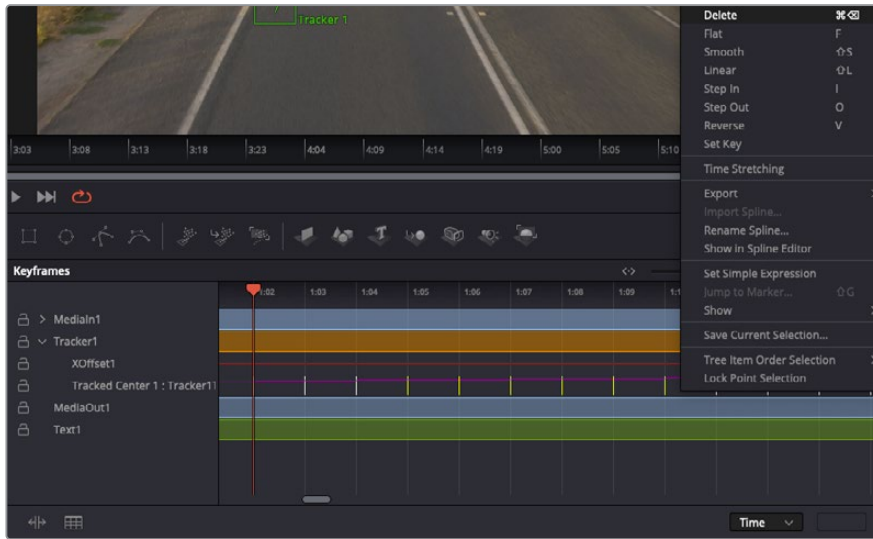 Tracker 1
Delete ⌘⌫
Flat F
Smooth ⇧S
Linear ⇧L
Step In I
Step Out O
Reverse V
Set Key
Time Stretching
Export
Import Spline...
Rename Spline...
Show in Spline Editor
Set Simple Expression
Jump to Marker... ⇧G
Show
Save Current Selection...
Tree Item Order Selection
Lock Point Selection
3:03 3:08 3:13 3:18 3:23 4:04 4:09 4:14 4:19 5:00 5:05 5:10
Keyframes
1:02 1:03 1:04 1:05 1:06 1:07 1:08 1:09
MediaIn1
Tracker1
XOffset1
Tracked Center 1 : Tracker1
MediaOut1
Text1
Time